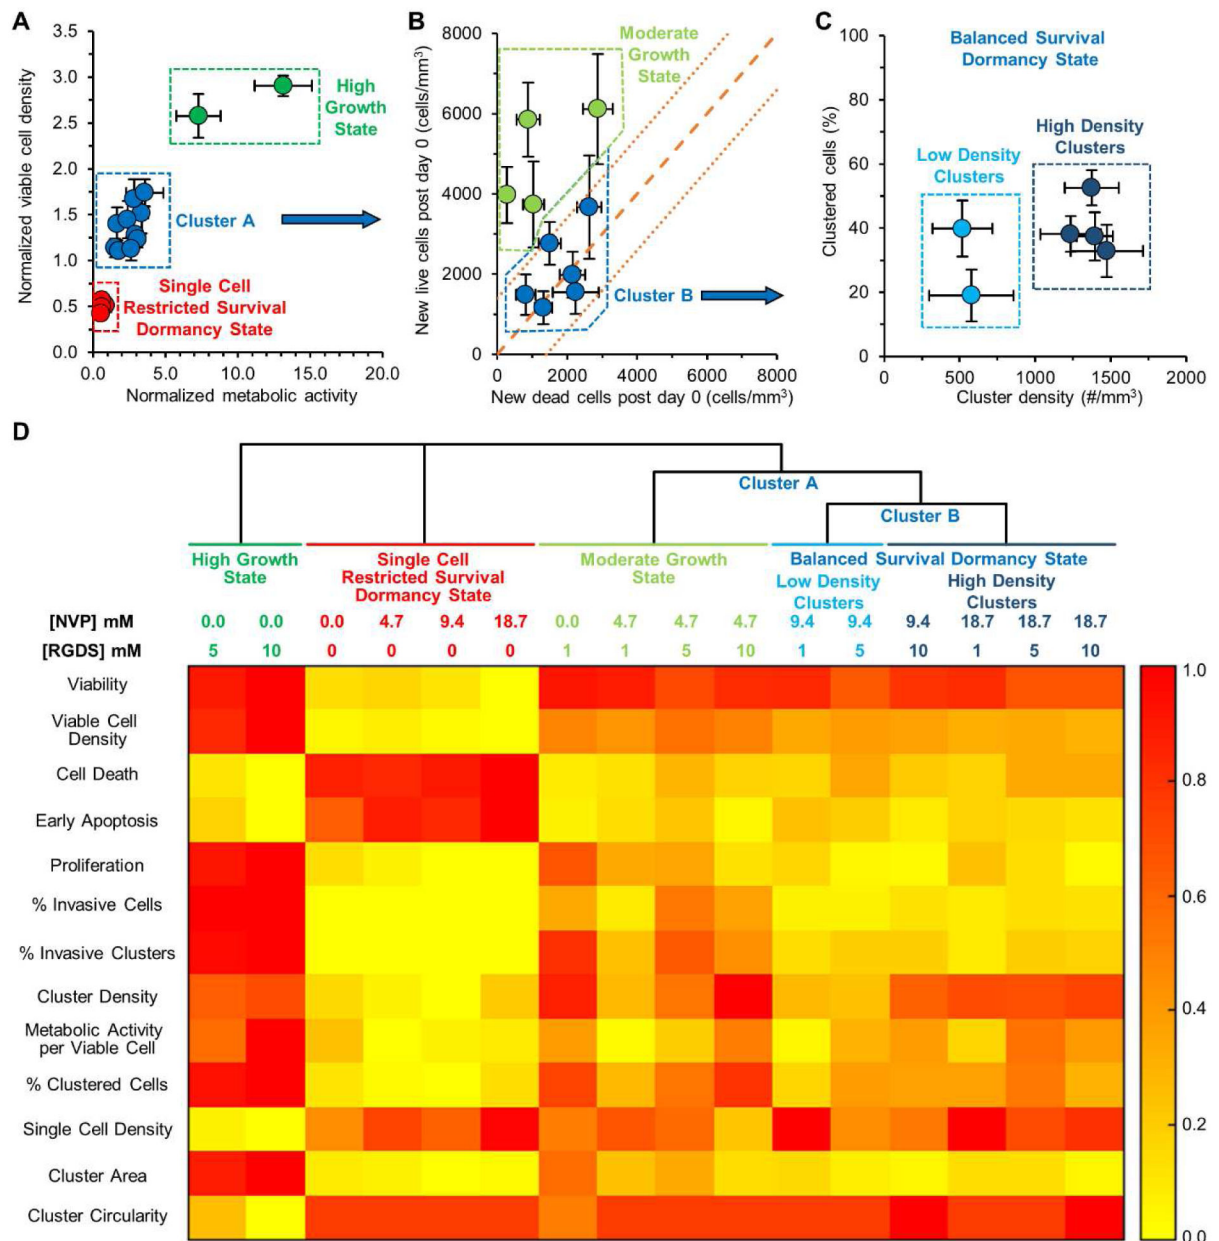 A
Normalized viable cell density
3.5
3.0
2.5
2.0
1.5
1.0
0.5
0.0
0.0
5.0
10.0
15.0
20.0
Normalized metabolic activity
High
Growth
State
Cluster A
Single Cell
Restricted Survival
Dormancy State
B
New live cells post day 0 (cells/mm³)
8000
6000
4000
2000
0
0
2000
4000
6000
8000
New dead cells post day 0 (cells/mm³)
Moderate
Growth
State
Cluster B
C
Clustered cells (%)
100
80
60
40
20
0
0
500
1000
1500
2000
Cluster density (#/mm³)
Balanced Survival
Dormancy State
Low Density
Clusters
High Density
Clusters
D
Cluster A
Cluster B
High Growth
State
Single Cell
Restricted Survival
Dormancy State
Moderate Growth
State
Balanced Survival Dormancy State
Low Density
Clusters
High Density
Clusters
[NVP] mM 0.0 0.0 0.0 4.7 9.4 18.7 0.0 4.7 4.7 4.7 9.4 9.4 9.4 18.7 18.7 18.7
[RGDS] mM 5 10 0 0 0 0 1 1 5 10 1 5 10 1 5 10
Viability
Viable Cell
Density
Cell Death
Early Apoptosis
Proliferation
% Invasive Cells
% Invasive Clusters
Cluster Density
Metabolic Activity
per Viable Cell
% Clustered Cells
Single Cell Density
Cluster Area
Cluster Circularity
1.0
0.8
0.6
0.4
0.2
0.0